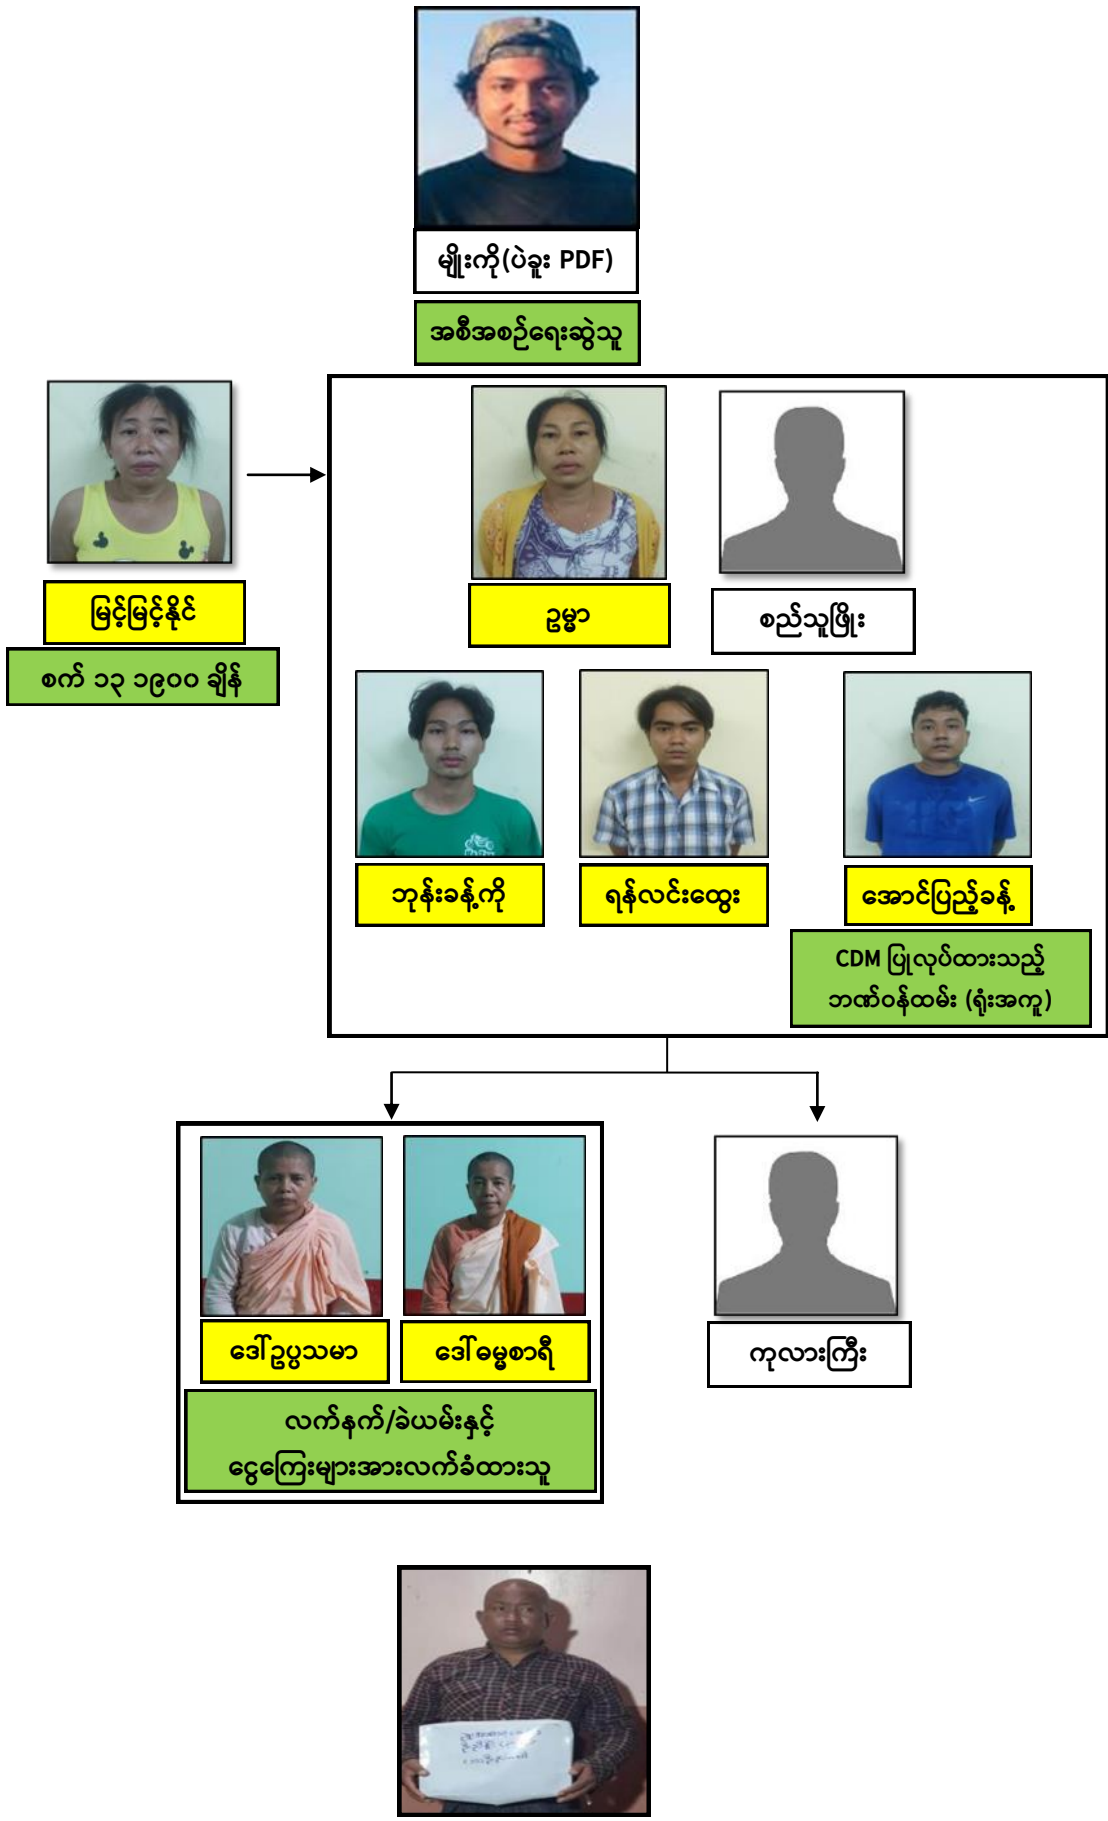 မျိုးကို(ပဲခူး PDF)
အစီအစဉ်ရေးဆွဲသူ
မြင့်မြင့်နိုင်
စက် ၁၃ ၁၉၀၀ ချိန်
ဥမ္မာ
စည်သူဖြိုး
ဘုန်းခန့်ကို
ရန်လင်းထွေး
အောင်ပြည့်ခန့်
CDM ပြုလုပ်ထားသည့်
ဘဏ်ဝန်ထမ်း (ရုံးအကူ)
ဒေါ်ဥပ္ပသမာ
ဒေါ်ဓမ္မစာရီ
ကုလားကြီး
လက်နက်/ခဲယမ်းနှင့်
ငွေကြေးများအားလက်ခံထားသူ